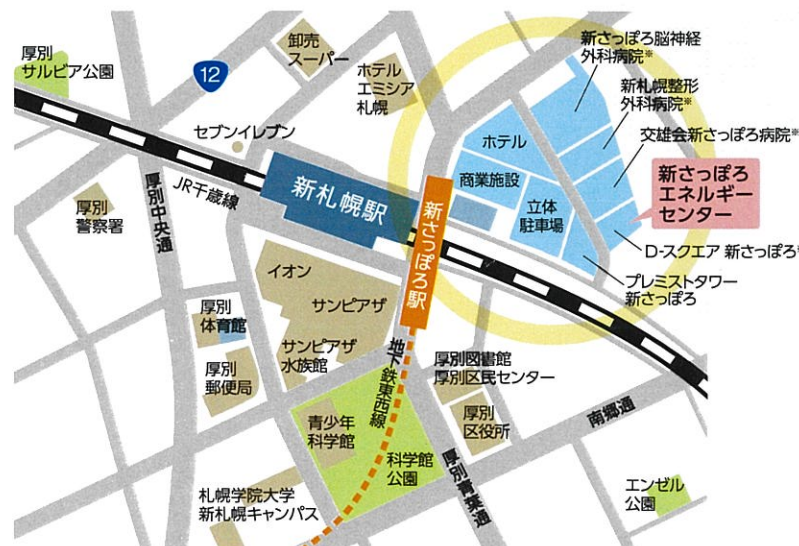 厚別
サルビア公園
12
卸売
スーパー
ホテル
エミシア
札幌
新さっぽろ脳神経
外科病院※
新札幌整形
外科病院※
交雄会新さっぽろ病院※
新さっぽろ
エネルギー
センター
D-スクエア 新さっぽろ※
プレミストタワー
新さっぽろ
ホテル
商業施設
立体
駐車場
セブンイレブン
JR千歳線
新札幌駅
新さっぽろ駅
厚別
警察署
厚別中央通
イオン
サンピアザ
サンピアザ
水族館
厚別
体育館
厚別
郵便局
地下鉄東西線
厚別図書館
厚別区民センター
厚別
区役所
南郷通
青少年
科学館
科学館
公園
厚別青葉通
札幌学院大学
新札幌キャンパス
エンゼル
公園